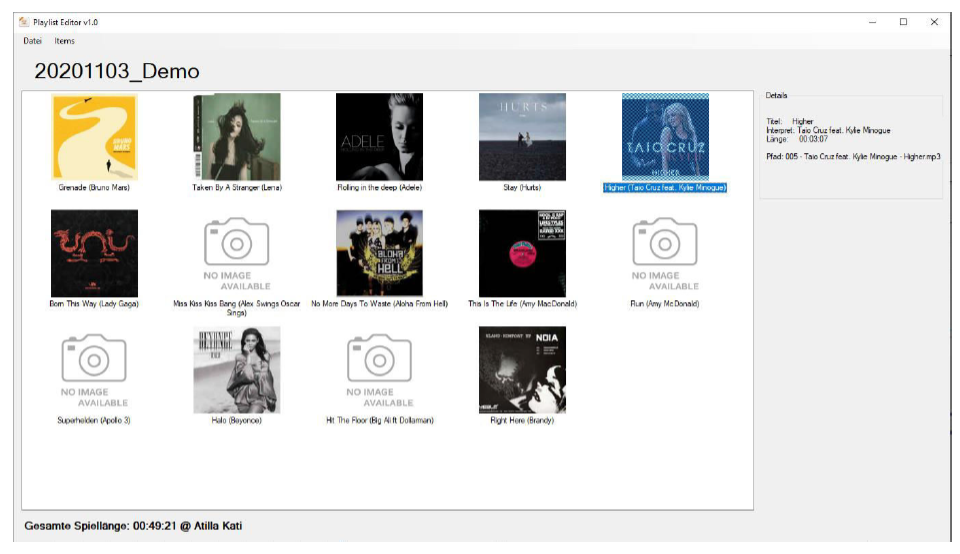 Playlist Editor v1.0
Datei Items
20201103_Demo
BRUNO MARS
ADELE
HURTS
TAIO CRUZ
HIGHER
Grenade (Bruno Mars)
Taken By A Stranger (Lena)
Rolling in the deep (Adele)
Stay (Hurts)
Higher (Taio Cruz feat. Kylie Minogue)
NO IMAGE
AVAILABLE
ALOHA
FROM
HELL
NO IMAGE
AVAILABLE
Born This Way (Lady Gaga)
Miss Kiss Kiss Bang (Alex Swings Oscar
Sings)
No More Days To Waste (Aloha From Hell)
This Is The Life (Amy MacDonald)
Run (Amy McDonald)
NO IMAGE
AVAILABLE
NO IMAGE
AVAILABLE
NOIA
Superhelden (Apollo 3)
Halo (Beyonce)
Hit The Floor (Big Ali ft Dollarman)
Right Here (Brandy)
Details
Titel: Higher
Interpret: Taio Cruz feat. Kylie Minogue
Länge: 00:03:07
Pfad: 005 - Taio Cruz feat. Kylie Minogue - Higher.mp3
Gesamte Spiellänge: 00:49:21 @ Atilla Kati